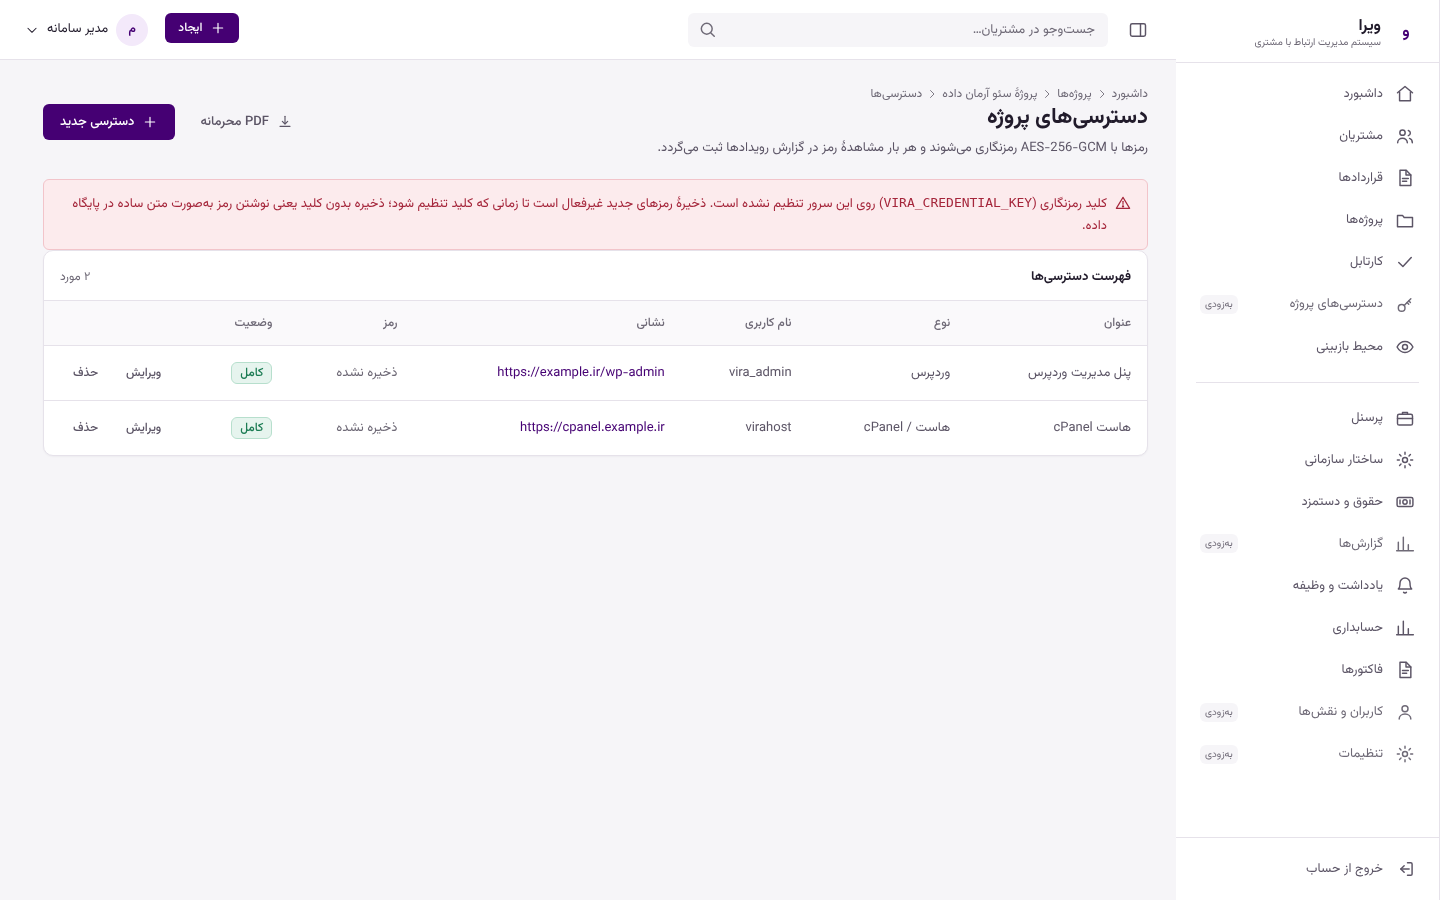 و
ویرا
سیستم مدیریت ارتباط با مشتری
داشبورد
مشتریان
قراردادها
پروژه‌ها
کارتابل
دسترسی‌های پروژه به‌زودی
محیط بازبینی
پرسنل
ساختار سازمانی
حقوق و دستمزد
گزارش‌ها به‌زودی
یادداشت و وظیفه
حسابداری
فاکتورها
کاربران و نقش‌ها به‌زودی
تنظیمات به‌زودی
خروج از حساب
جست‌وجو در مشتریان...
ایجاد
م مدیر سامانه
داشبورد پروژه‌ها پروژهٔ سئو آرمان داده دسترسی‌ها
دسترسی‌های پروژه
رمزها با AES-256-GCM رمزنگاری می‌شوند و هر بار مشاهدهٔ رمز در گزارش رویدادها ثبت می‌گردد.
PDF محرمانه
دسترسی جدید
کلید رمزنگاری (VIRA_CREDENTIAL_KEY) روی این سرور تنظیم نشده است. ذخیرهٔ رمزهای جدید غیرفعال است تا زمانی که کلید تنظیم شود؛ ذخیره بدون کلید یعنی نوشتن رمز به‌صورت متن ساده در پایگاه
داده.
فهرست دسترسی‌ها ۲ مورد
عنوان نوع نام کاربری نشانی رمز وضعیت
پنل مدیریت وردپرس وردپرس vira_admin https://example.ir/wp-admin ذخیره نشده کامل ویرایش حذف
هاست cPanel هاست / cPanel virahost https://cpanel.example.ir ذخیره نشده کامل ویرایش حذف